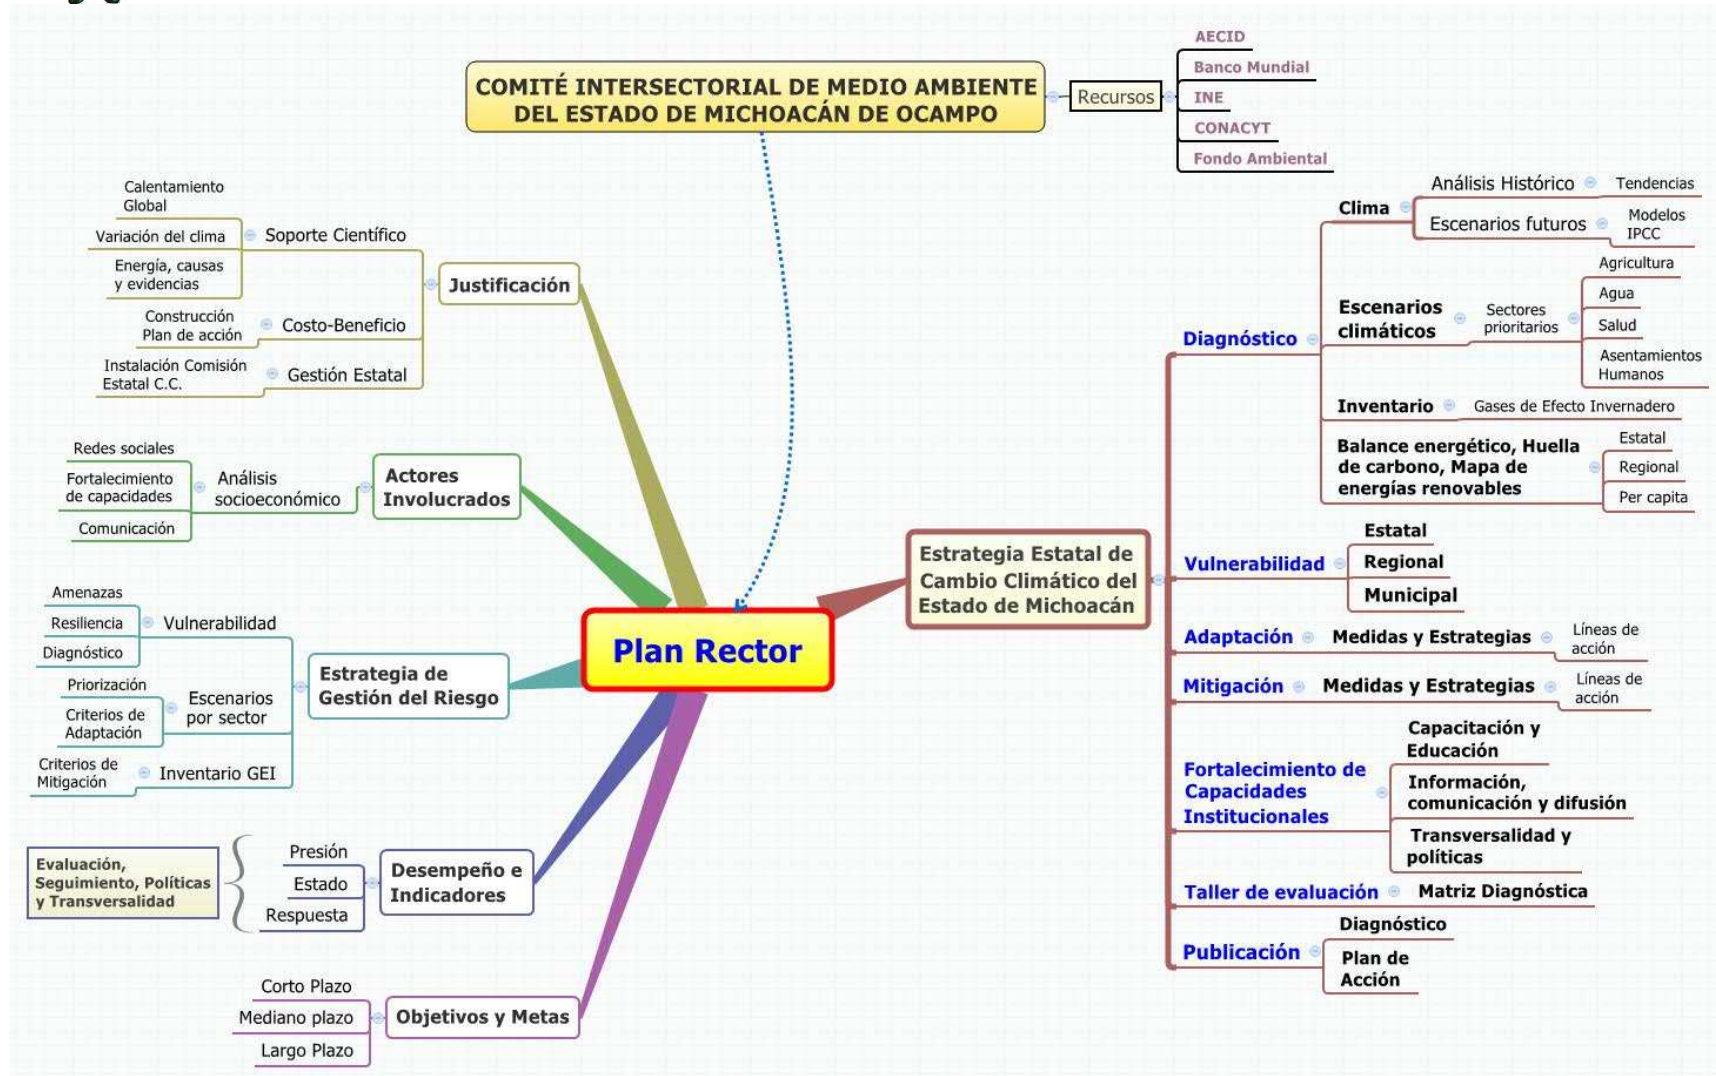 COMITÉ INTERSECTORIAL DE MEDIO AMBIENTE
DEL ESTADO DE MICHOACÁN DE OCAMPO
Recursos
AECID
Banco Mundial
INE
CONACYT
Fondo Ambiental
Plan Rector
Justificación
Soporte Científico
Calentamiento
Global
Variación del clima
Energía, causas
y evidencias
Costo-Beneficio
Construcción
Plan de acción
Gestión Estatal
Instalación Comisión
Estatal C.C.
Actores
Involucrados
Análisis
socioeconómico
Redes sociales
Fortalecimiento
de capacidades
Comunicación
Estrategia de
Gestión del Riesgo
Vulnerabilidad
Amenazas
Resiliencia
Diagnóstico
Escenarios
por sector
Priorización
Criterios de
Adaptación
Inventario GEI
Criterios de
Mitigación
Desempeño e
Indicadores
Presión
Estado
Respuesta
Evaluación,
Seguimiento, Políticas
y Transversalidad
Objetivos y Metas
Corto Plazo
Mediano plazo
Largo Plazo
Estrategia Estatal de
Cambio Climático del
Estado de Michoacán
Diagnóstico
Clima
Análisis Histórico
Tendencias
Escenarios futuros
Modelos
IPCC
Escenarios
climáticos
Sectores
prioritarios
Agricultura
Agua
Salud
Asentamientos
Humanos
Inventario
Gases de Efecto Invernadero
Balance energético, Huella
de carbono, Mapa de
energías renovables
Estatal
Regional
Per capita
Vulnerabilidad
Estatal
Regional
Municipal
Adaptación
Medidas y Estrategias
Líneas de
acción
Mitigación
Medidas y Estrategias
Líneas de
acción
Fortalecimiento de
Capacidades
Institucionales
Capacitación y
Educación
Información,
comunicación y difusión
Transversalidad y
políticas
Taller de evaluación
Matriz Diagnóstica
Publicación
Diagnóstico
Plan de
Acción